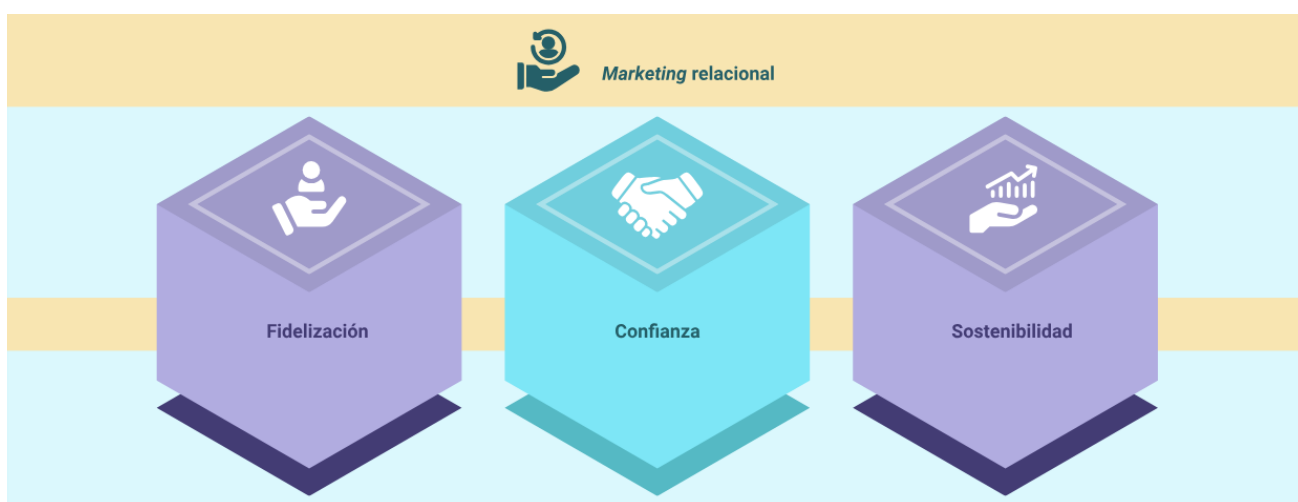 Marketing relacional
Fidelización
Confianza
Sostenibilidad